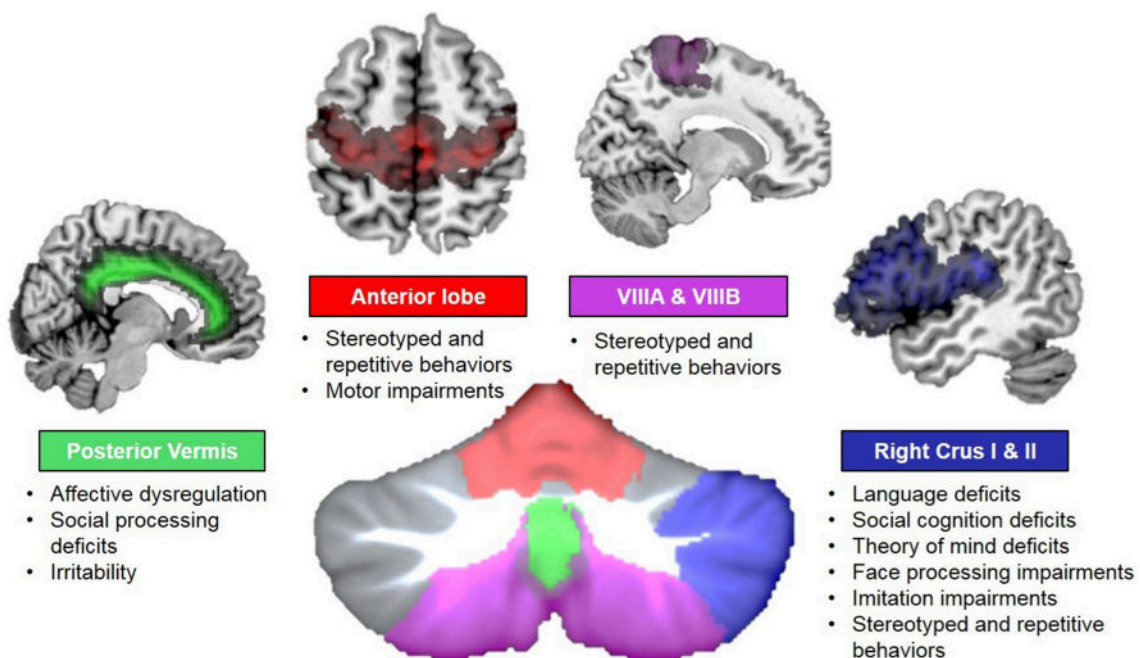 Anterior lobe
• Stereotyped and
repetitive behaviors
• Motor impairments
VIIIA & VIIIB
• Stereotyped and
repetitive behaviors
Posterior Vermis
• Affective dysregulation
• Social processing
deficits
• Irritability
Right Crus I & II
• Language deficits
• Social cognition deficits
• Theory of mind deficits
• Face processing impairments
• Imitation impairments
• Stereotyped and repetitive
behaviors